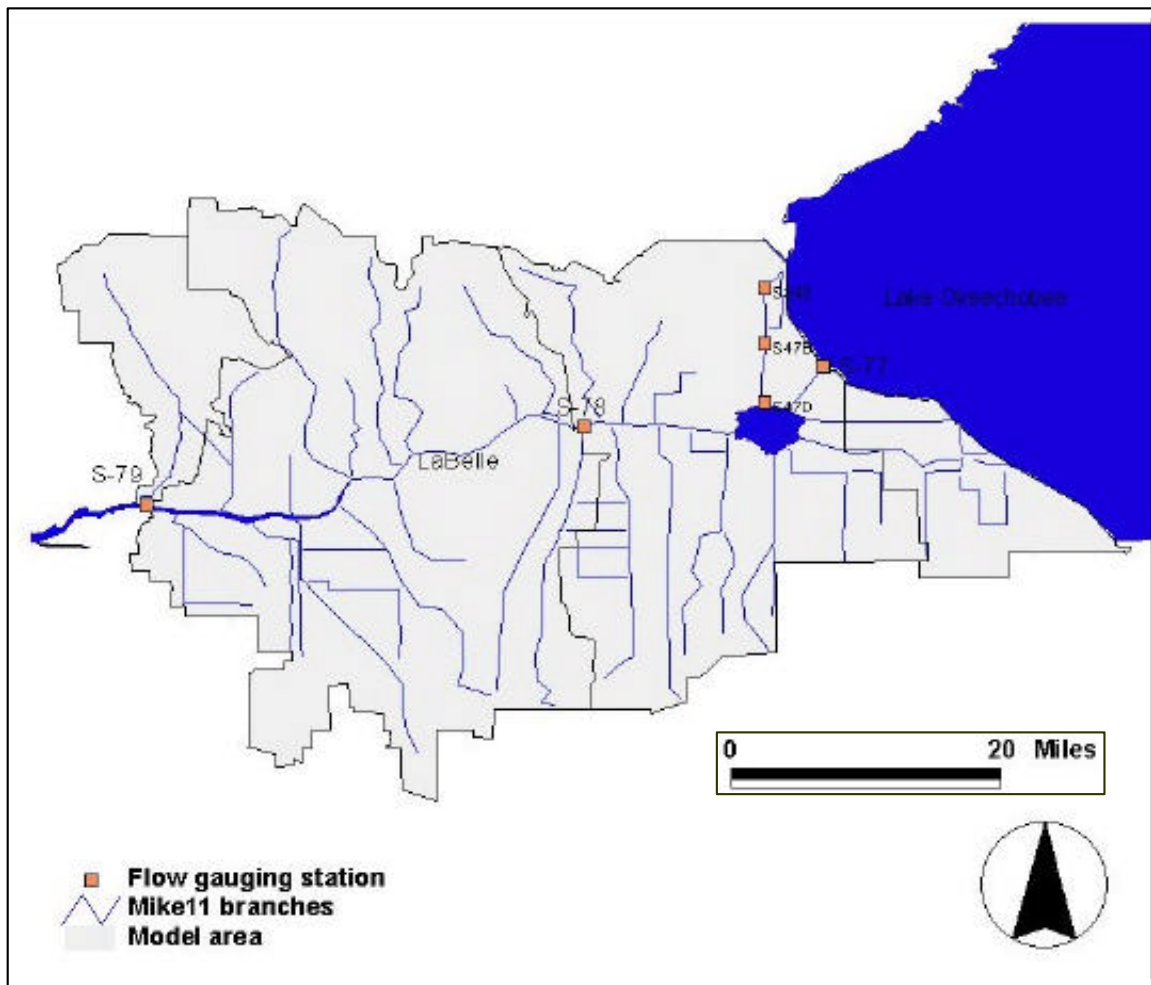 Lake Okeechobee
S47B
S-77
S47D
S-78
LaBelle
S-79
0 20 Miles
Flow gauging station
Mike11 branches
Model area